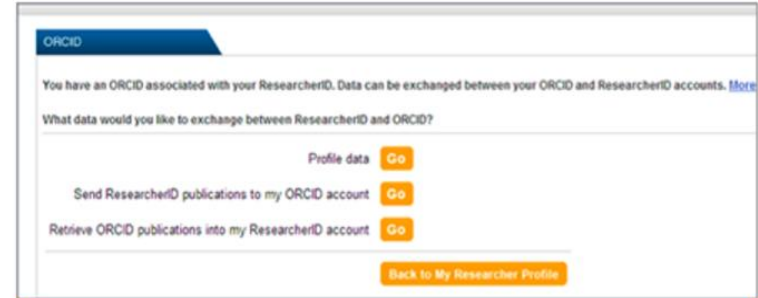 ORCID
You have an ORCID associated with your ResearcherID. Data can be exchanged between your ORCID and ResearcherID accounts. More
What data would you like to exchange between ResearcherID and ORCID?
Profile data Go
Send ResearcherID publications to my ORCID account Go
Retrieve ORCID publications into my ResearcherID account Go
Back to My Researcher Profile